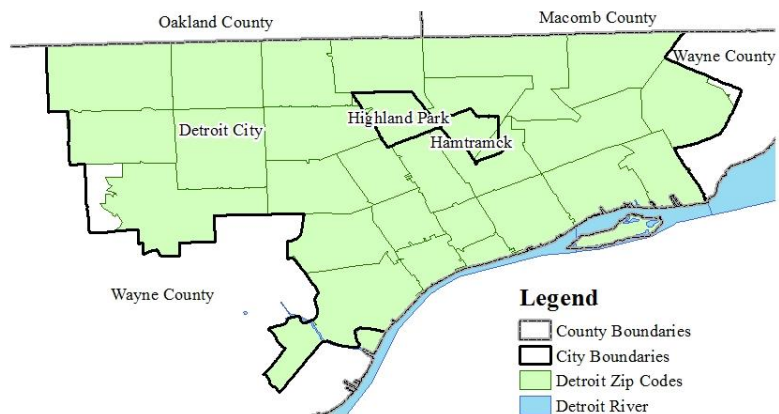 Oakland County
Macomb County
Wayne County
Highland Park
Detroit City
Hamtramck
Wayne County
Legend
County Boundaries
City Boundaries
Detroit Zip Codes
Detroit River